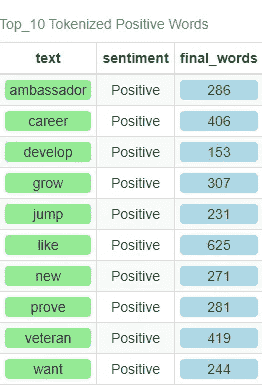 Top_10 Tokenized Positive Words
text sentiment final_words
ambassador Positive 286
career Positive 406
develop Positive 153
grow Positive 307
jump Positive 231
like Positive 625
new Positive 271
prove Positive 281
veteran Positive 419
want Positive 244